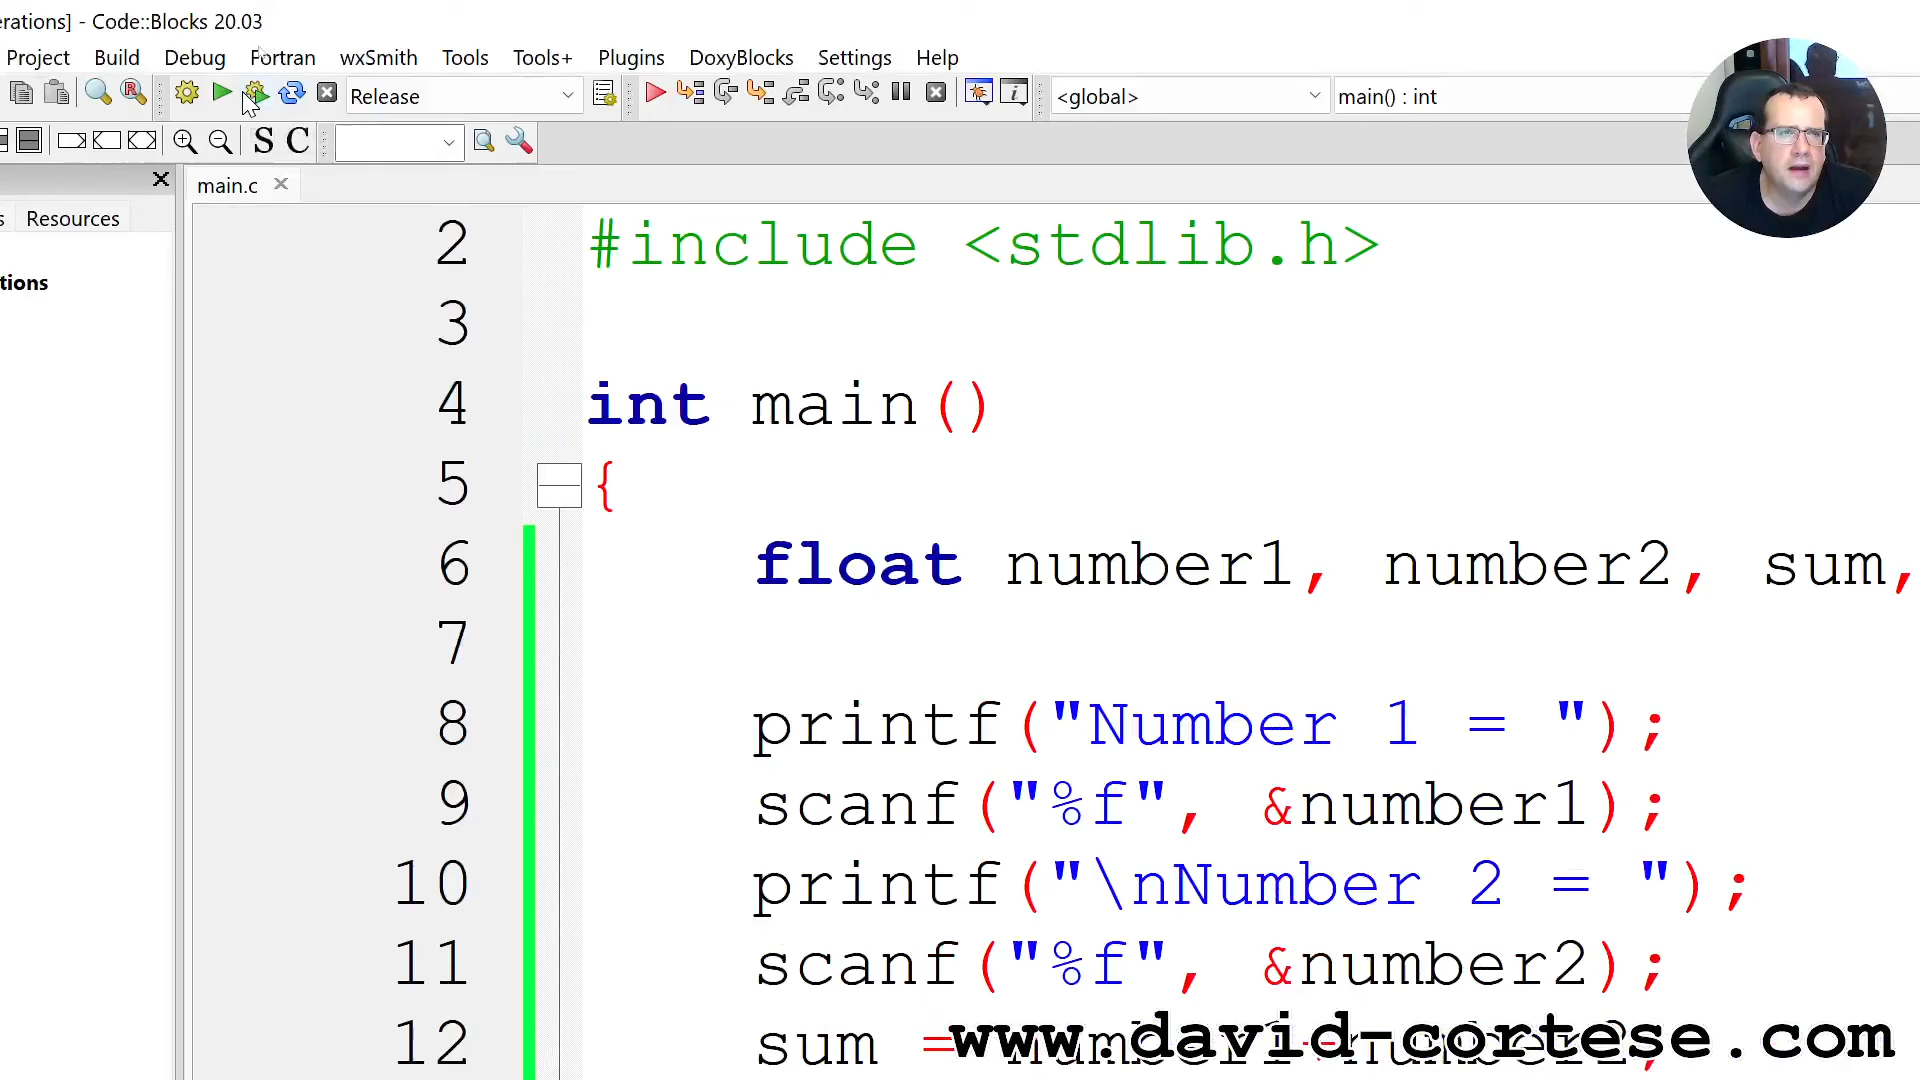 erations] - Code::Blocks 20.03
Project Build Debug Fortran wxSmith Tools Tools+ Plugins DoxyBlocks Settings Help
Release <global> main() : int
S C
main.c
s Resources
tions
2 #include <stdlib.h>
3
4 int main()
5 {
6 float number1, number2, sum,
7
8 printf("Number 1 = ");
9 scanf("%f", &number1);
10 printf("\nNumber 2 = ");
11 scanf("%f", &number2);
12 sum = number1+number2;
www.david-cortese.com